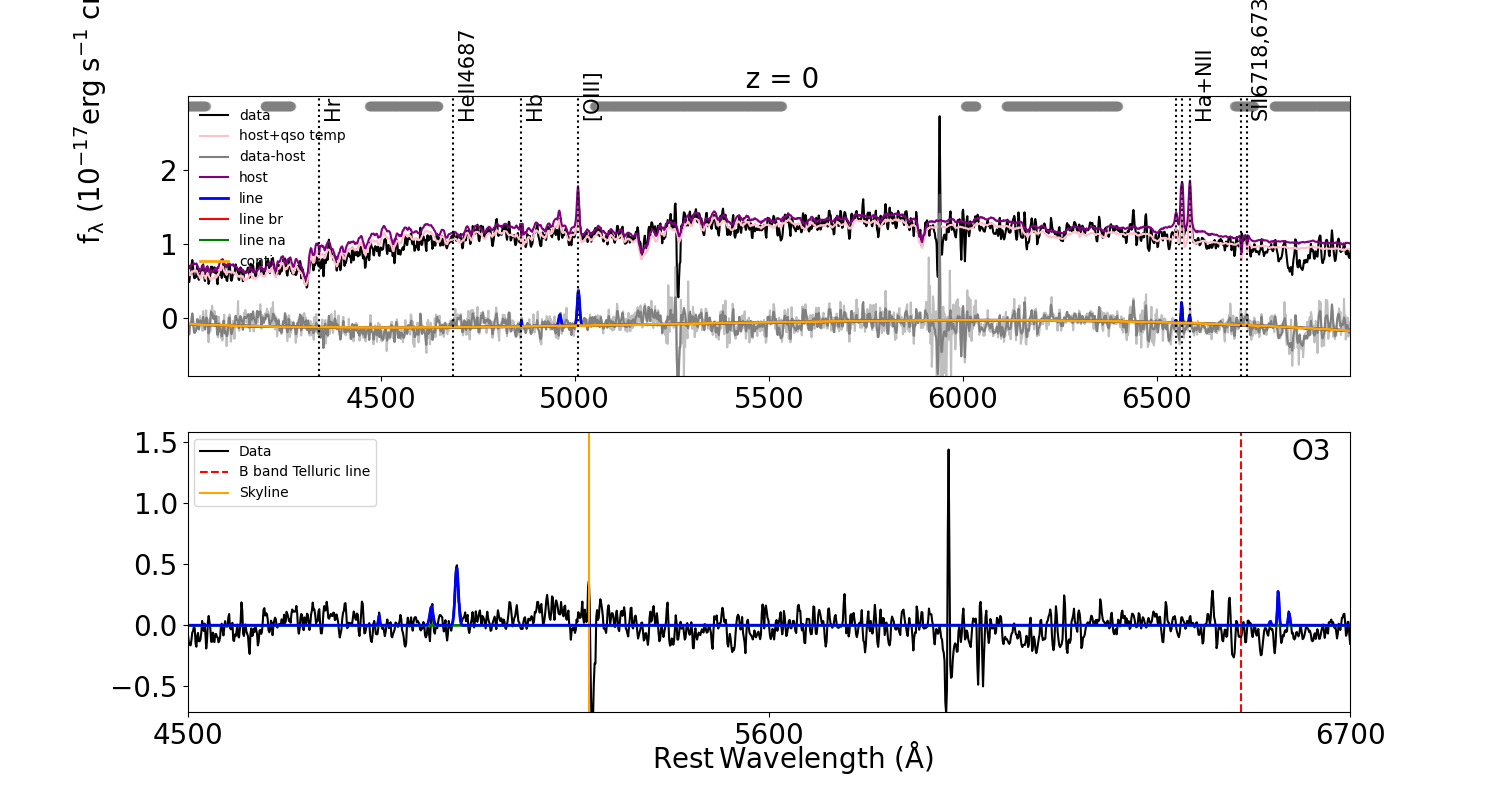 z = 0
f_λ (10^−17 erg s^−1 c
Hr
HeII4687
Hb
[OIII]
Ha+NII
SII6718,673
data
host+qso temp
data-host
host
line
line br
line na
conti
2
1
0
4500
5000
5500
6000
6500
O3
Data
B band Telluric line
Skyline
1.5
1.0
0.5
0.0
−0.5
4500
5600
6700
Rest Wavelength (Å)